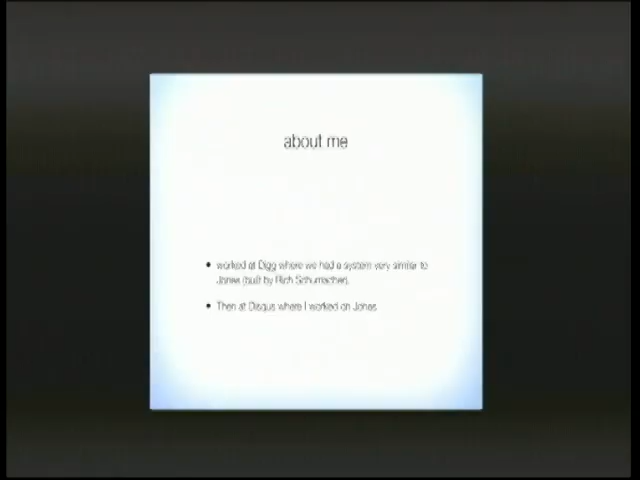 about me
• worked at Digg where we had a system very similar to
Jones (built by Rich Schumacher).
• Then at Disqus where I worked on Jones